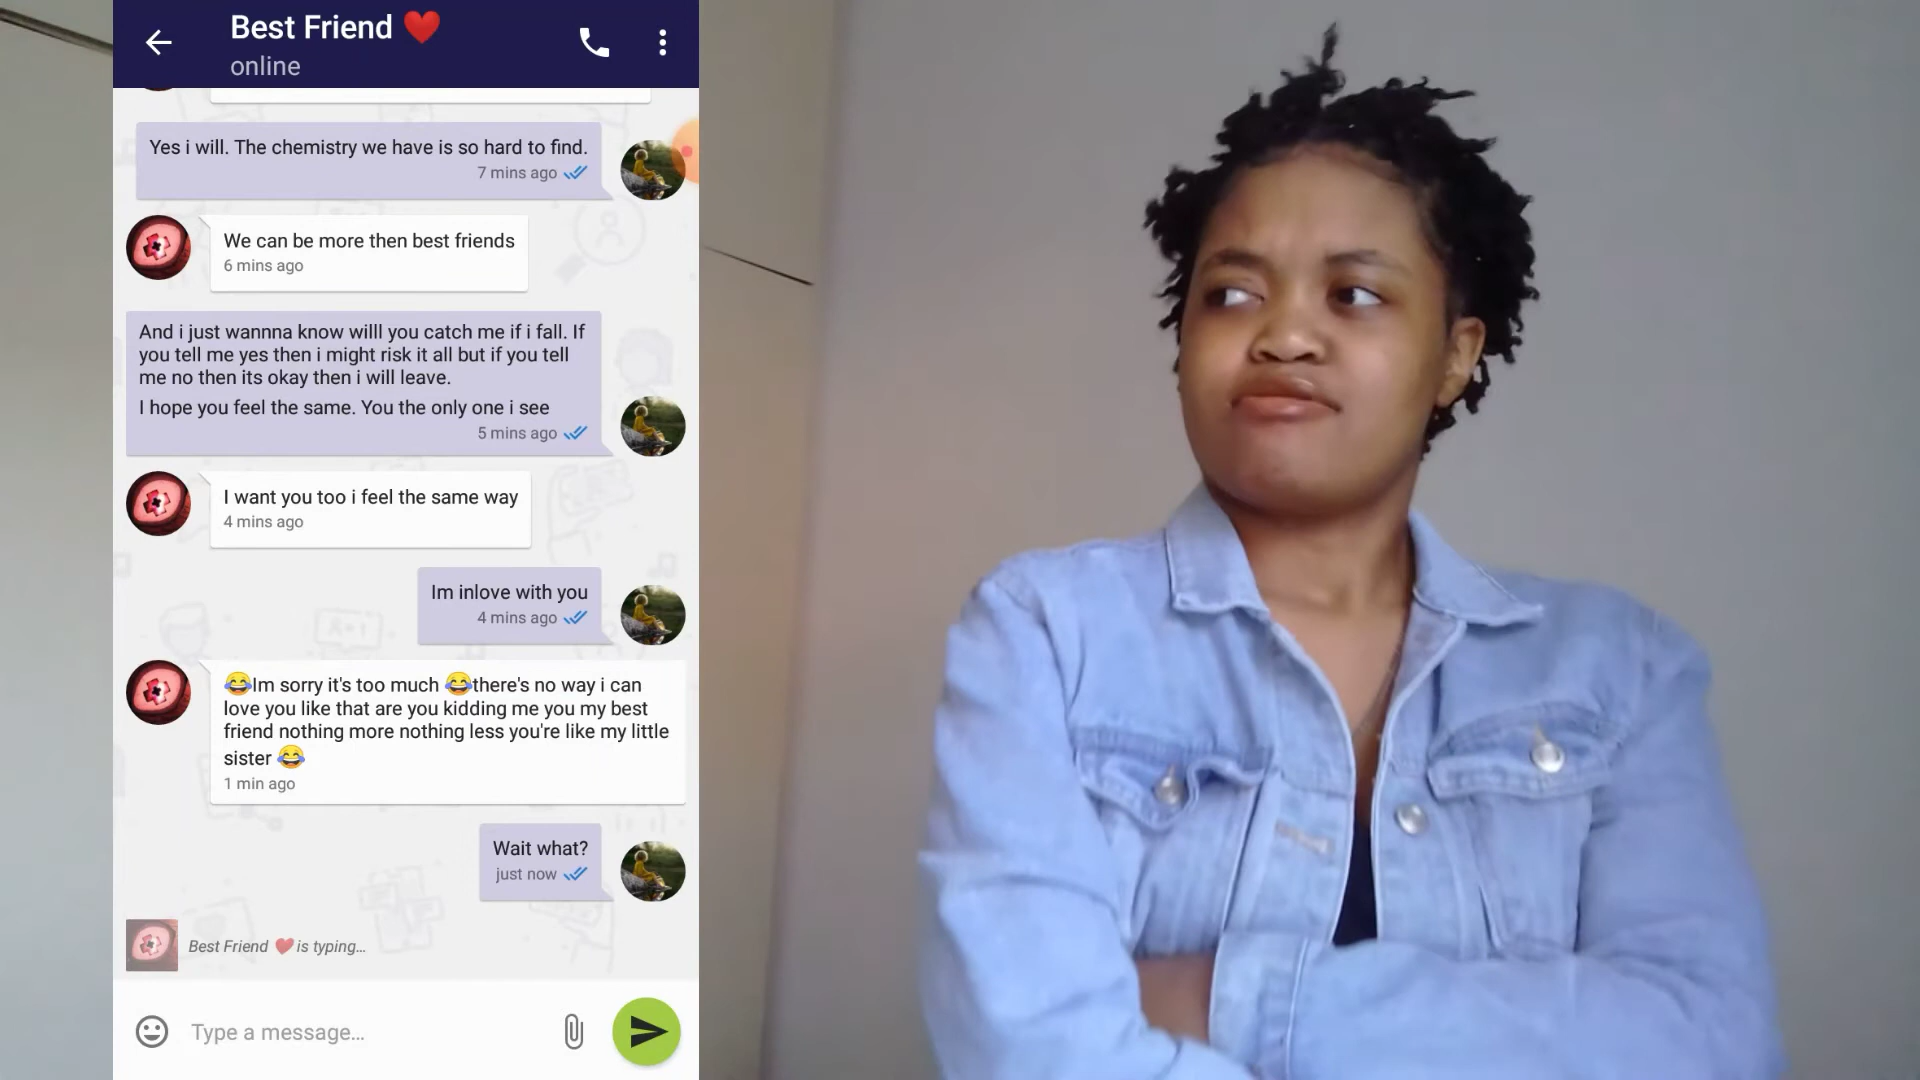 Best Friend ❤️
online
Yes i will. The chemistry we have is so hard to find.
7 mins ago
We can be more then best friends
6 mins ago
And i just wannna know willl you catch me if i fall. If
you tell me yes then i might risk it all but if you tell
me no then its okay then i will leave.
I hope you feel the same. You the only one i see
5 mins ago
I want you too i feel the same way
4 mins ago
Im inlove with you
4 mins ago
😂Im sorry it's too much 😂there's no way i can
love you like that are you kidding me you my best
friend nothing more nothing less you're like my little
sister 😂
1 min ago
Wait what?
just now
Best Friend ❤️ is typing...
Type a message...